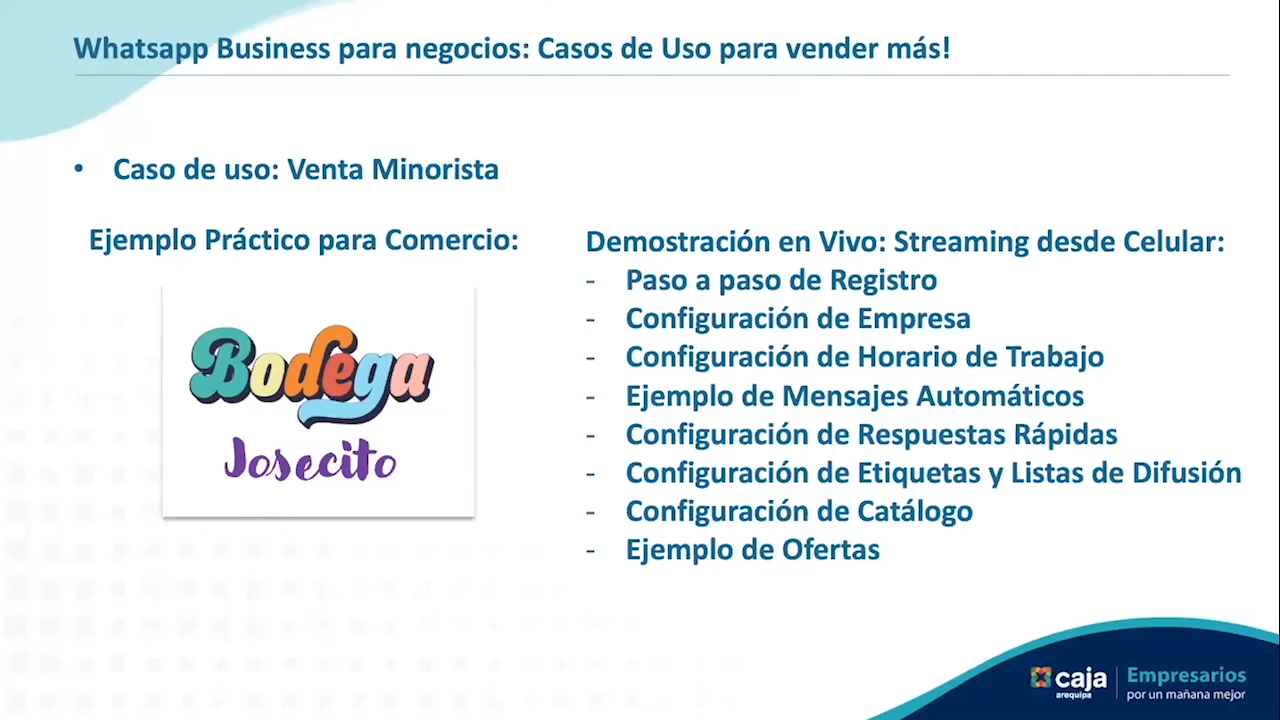 Whatsapp Business para negocios: Casos de Uso para vender más!
• Caso de uso: Venta Minorista
Ejemplo Práctico para Comercio:
Bodega
Josecito
Demostración en Vivo: Streaming desde Celular:
- Paso a paso de Registro
- Configuración de Empresa
- Configuración de Horario de Trabajo
- Ejemplo de Mensajes Automáticos
- Configuración de Respuestas Rápidas
- Configuración de Etiquetas y Listas de Difusión
- Configuración de Catálogo
- Ejemplo de Ofertas
caja
arequipa
Empresarios
por un mañana mejor